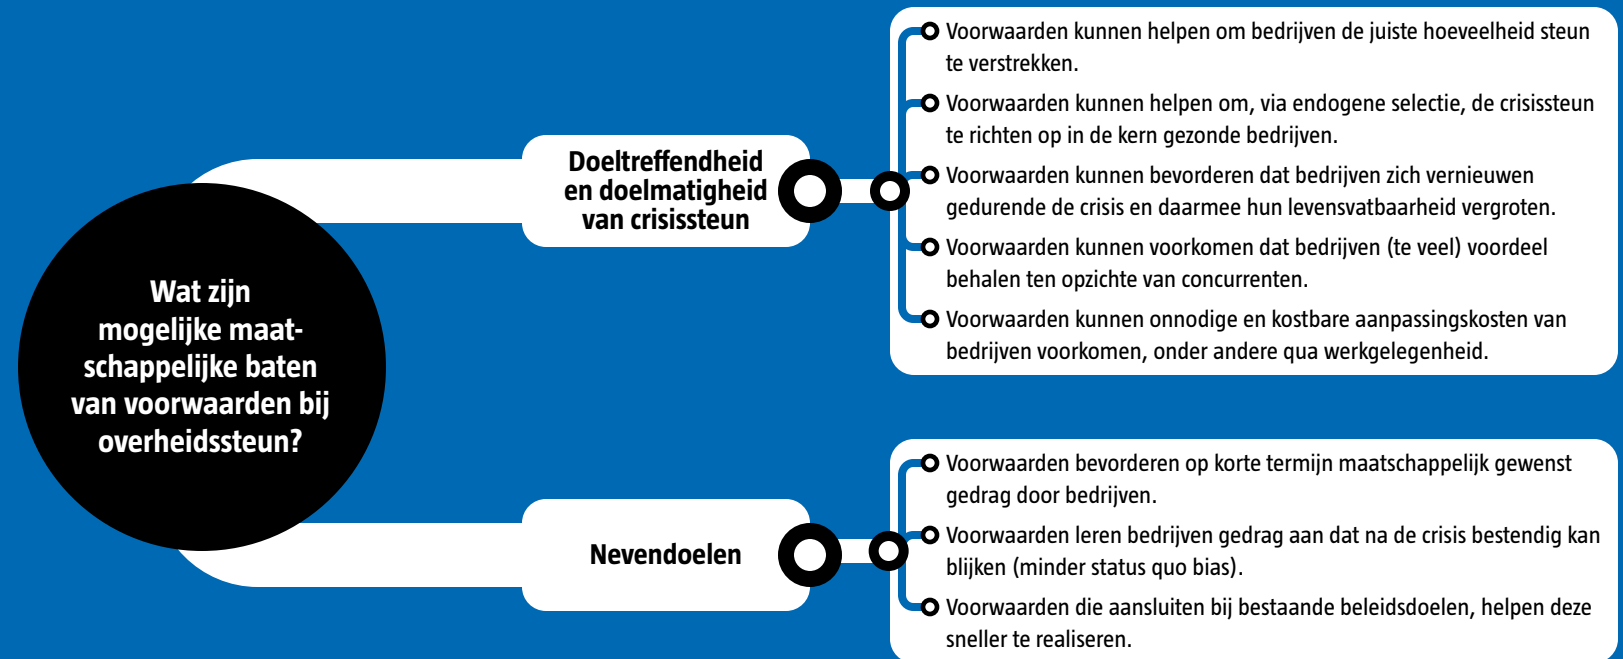 Wat zijn
mogelijke maat-
schappelijke baten
van voorwaarden bij
overheidssteun?
Doeltreffendheid
en doelmatigheid
van crisissteun
Voorwaarden kunnen helpen om bedrijven de juiste hoeveelheid steun
te verstrekken.
Voorwaarden kunnen helpen om, via endogene selectie, de crisissteun
te richten op in de kern gezonde bedrijven.
Voorwaarden kunnen bevorderen dat bedrijven zich vernieuwen
gedurende de crisis en daarmee hun levensvatbaarheid vergroten.
Voorwaarden kunnen voorkomen dat bedrijven (te veel) voordeel
behalen ten opzichte van concurrenten.
Voorwaarden kunnen onnodige en kostbare aanpassingskosten van
bedrijven voorkomen, onder andere qua werkgelegenheid.
Nevendoelen
Voorwaarden bevorderen op korte termijn maatschappelijk gewenst
gedrag door bedrijven.
Voorwaarden leren bedrijven gedrag aan dat na de crisis bestendig kan
blijken (minder status quo bias).
Voorwaarden die aansluiten bij bestaande beleidsdoelen, helpen deze
sneller te realiseren.